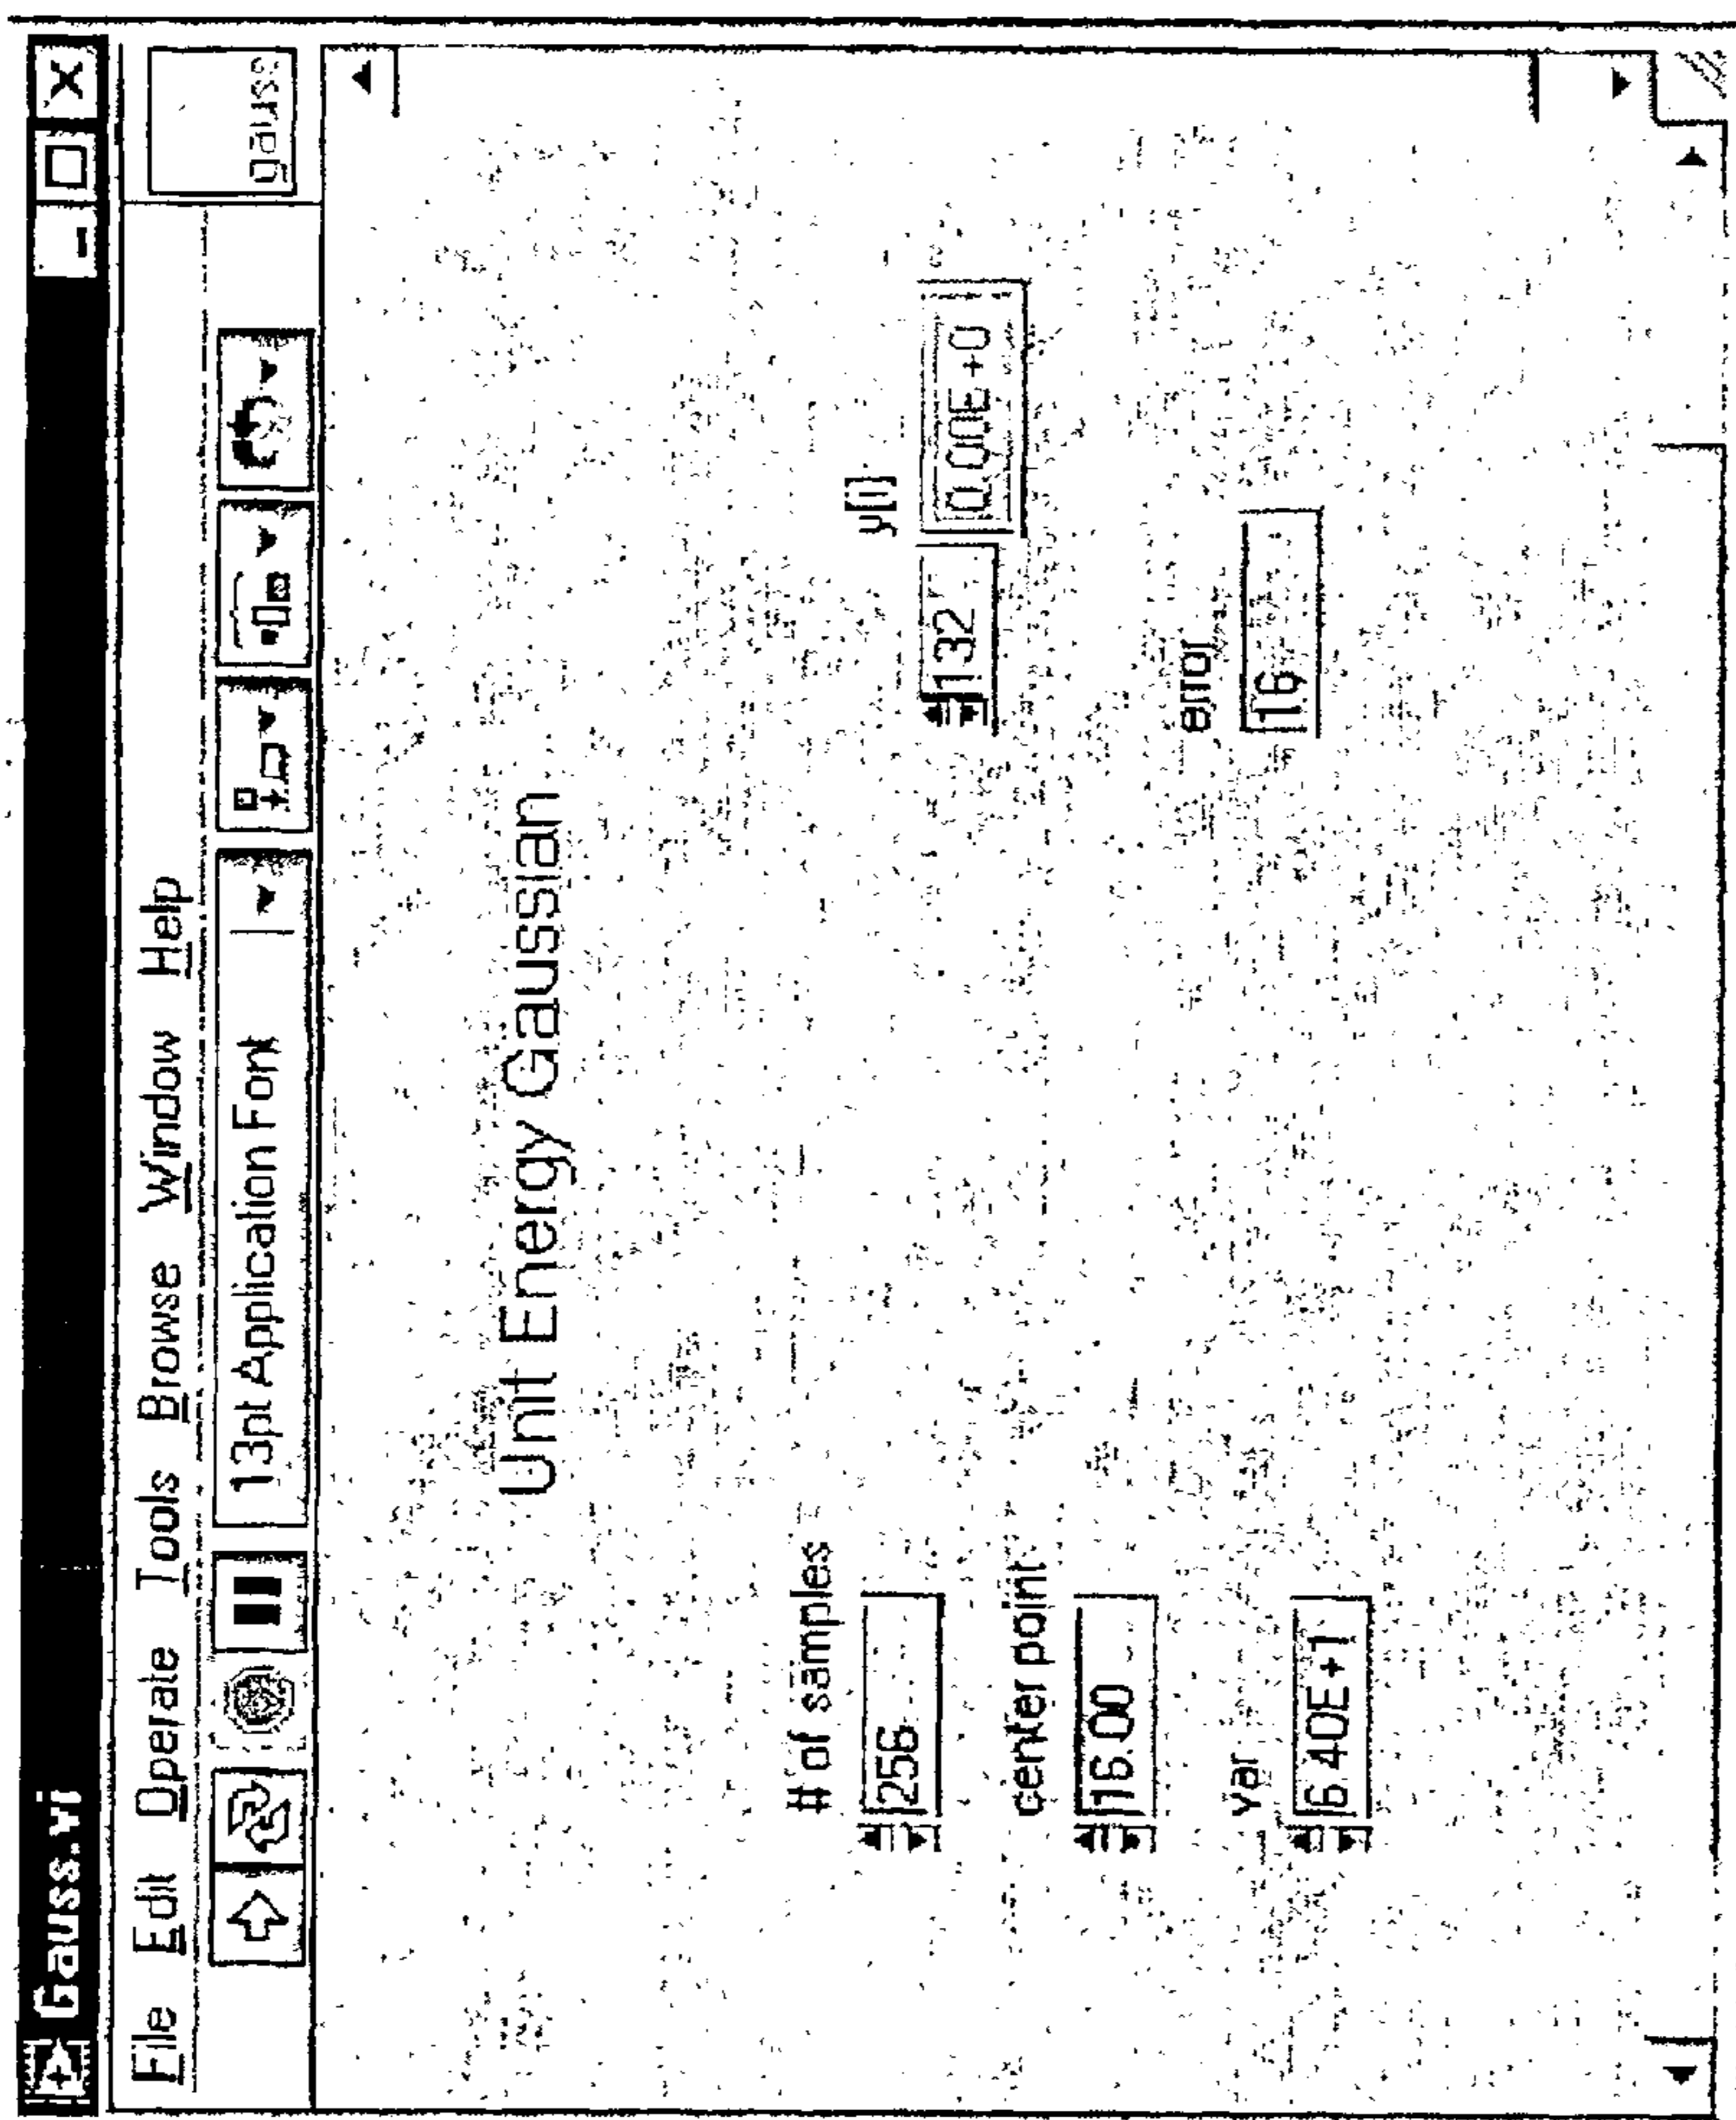 Gauss.vi
File Edit Operate Tools Browse Window Help
13pt Application Font
gauss
Unit Energy Gaussian
# of samples
256
y[i]
132 0.00E+0
center point
16.00
error
16
var
6.40E+1